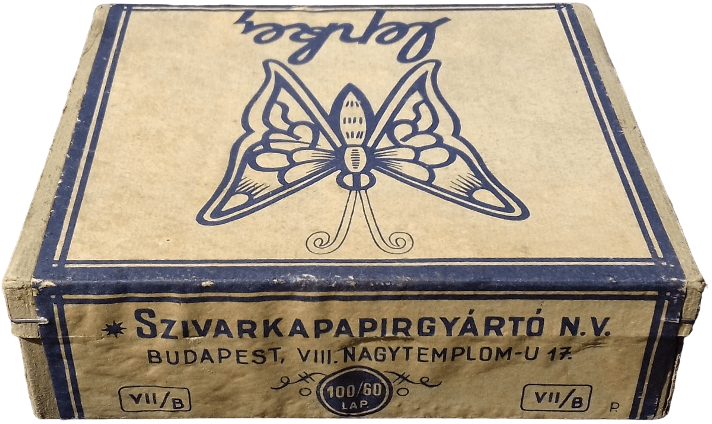 Lepke
SZIVARKAPAPIRGYÁRTÓ N.V.
BUDAPEST, VIII. NAGYTEMPLOM-U 17.
VII/B
100/60
LAP.
VII/B
R